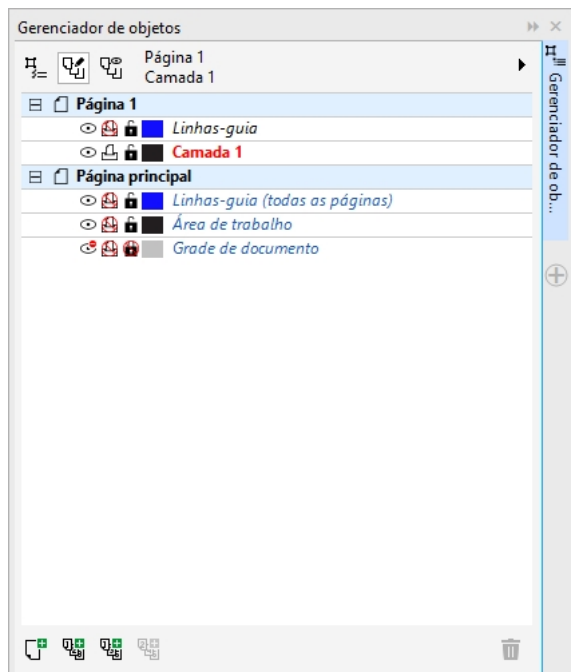 Gerenciador de objetos
Página 1
Camada 1
Página 1
Linhas-guia
Camada 1
Página principal
Linhas-guia (todas as páginas)
Área de trabalho
Grade de documento
Gerenciador de ob...